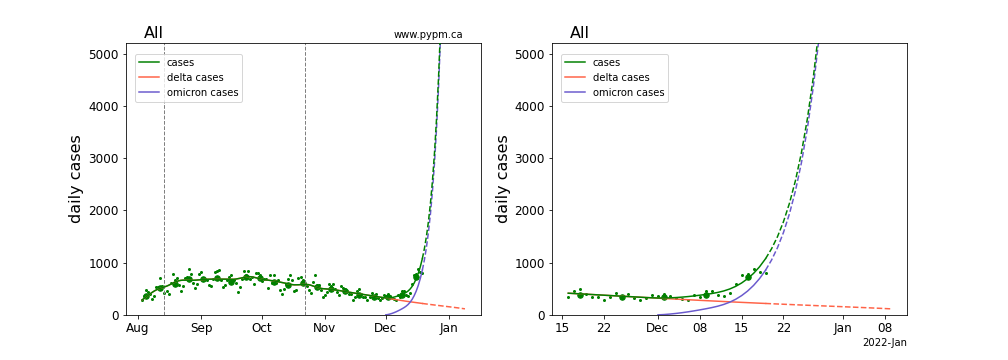 All
www.pypm.ca
5000
4000
3000
2000
1000
0
daily cases
cases
delta cases
omicron cases
Aug Sep Oct Nov Dec Jan
All
5000
4000
3000
2000
1000
0
daily cases
cases
delta cases
omicron cases
15 22 Dec 08 15 22 Jan 08
2022-Jan